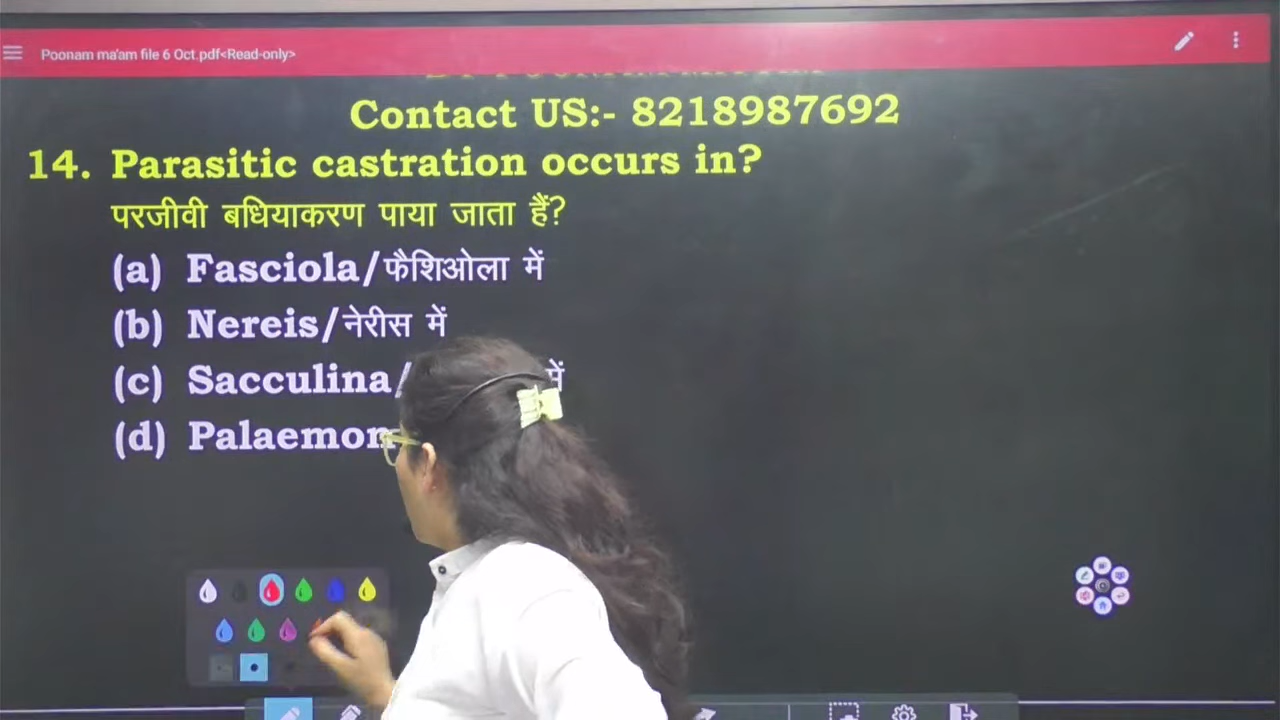 Poonam ma'am file 6 Oct.pdf<Read-only>
Contact US:- 8218987692
14. Parasitic castration occurs in?
परजीवी बधियाकरण पाया जाता हैं?
(a) Fasciola/फैशिओला में
(b) Nereis/नेरीस में
(c) Sacculina/ में
(d) Palaemon